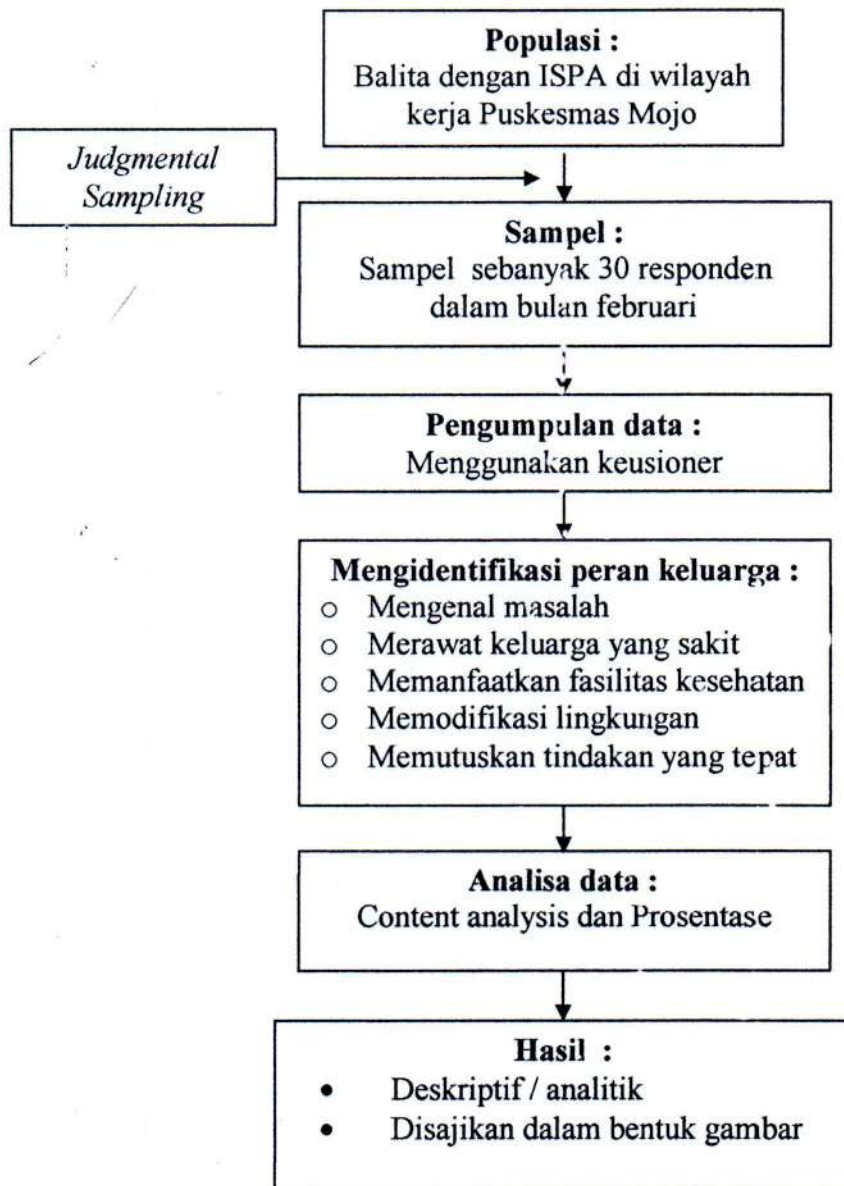 Populasi :
Balita dengan ISPA di wilayah
kerja Puskesmas Mojo
Judgmental
Sampling
Sampel :
Sampel sebanyak 30 responden
dalam bulan februari
Pengumpulan data :
Menggunakan keusioner
Mengidentifikasi peran keluarga :
○ Mengenal masalah
○ Merawat keluarga yang sakit
○ Memanfaatkan fasilitas kesehatan
○ Memodifikasi lingkungan
○ Memutuskan tindakan yang tepat
Analisa data :
Content analysis dan Prosentase
Hasil :
• Deskriptif / analitik
• Disajikan dalam bentuk gambar